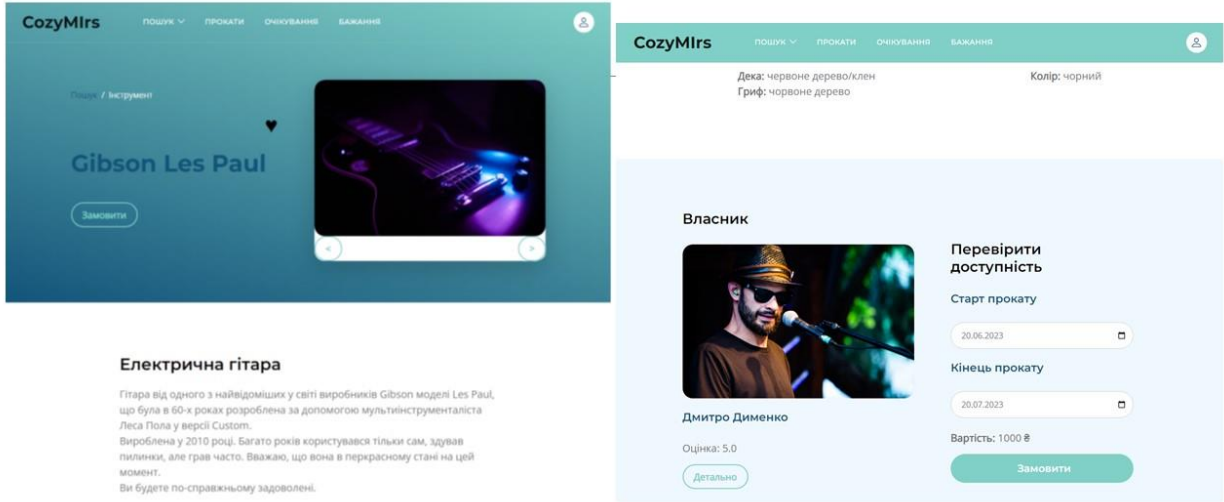 CozyMIrs ПОШУК ПРОКАТИ ОЧІКУВАННЯ БАЖАННЯ
Пошук / Інструмент
Gibson Les Paul
Замовити
< >
Електрична гітара
Гітара від одного з найвідоміших у світі виробників Gibson моделі Les Paul,
що була в 60-х роках розроблена за допомогою мультиінструменталіста
Леса Пола у версії Custom.
Вироблена у 2010 році. Багато років користувався тільки сам, здував
пилинки, але грав часто. Вважаю, що вона в перкрасному стані на цей
момент.
Ви будете по-справжньому задоволені.
CozyMIrs ПОШУК ПРОКАТИ ОЧІКУВАННЯ БАЖАННЯ
Дека: червоне дерево/клен Колір: чорний
Гриф: чорвоне дерево
Власник
Дмитро Дименко
Оцінка: 5.0
Детально
Перевірити
доступність
Старт прокату
20.06.2023
Кінець прокату
20.07.2023
Вартість: 1000 ₴
Замовити